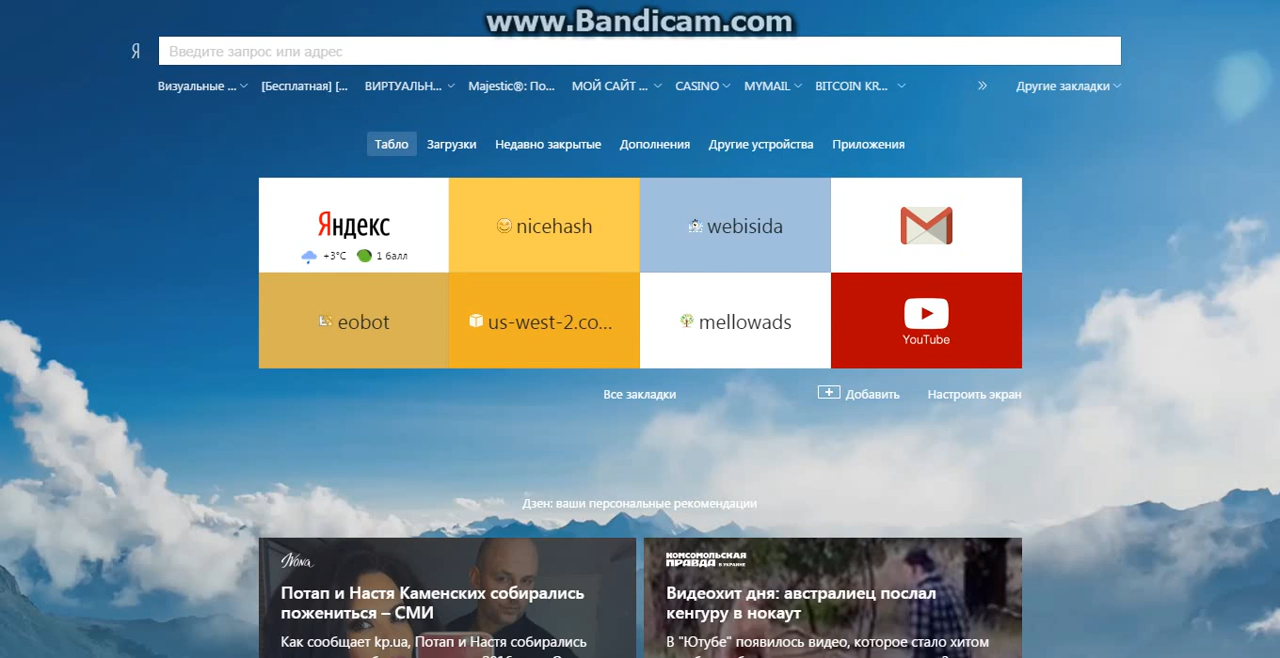 www.Bandicam.com
Я Введите запрос или адрес
Визуальные ... [Бесплатная] [... ВИРТУАЛЬН... Majestic®: По... МОЙ САЙТ ... CASINO MYMAIL BITCOIN KR... » Другие закладки
Табло Загрузки Недавно закрытые Дополнения Другие устройства Приложения
Яндекс nicehash webisida
+3°C 1 балл
eobot us-west-2.co... mellowads YouTube
Все закладки Добавить Настроить экран
Дзен: ваши персональные рекомендации
Nona
Потап и Настя Каменских собирались
пожениться – СМИ
Как сообщает kp.ua, Потап и Настя собирались
КОМСОМОЛЬСКАЯ
ПРАВДА В УКРАИНЕ
Видеохит дня: австралиец послал
кенгуру в нокаут
В "Ютубе" появилось видео, которое стало хитом